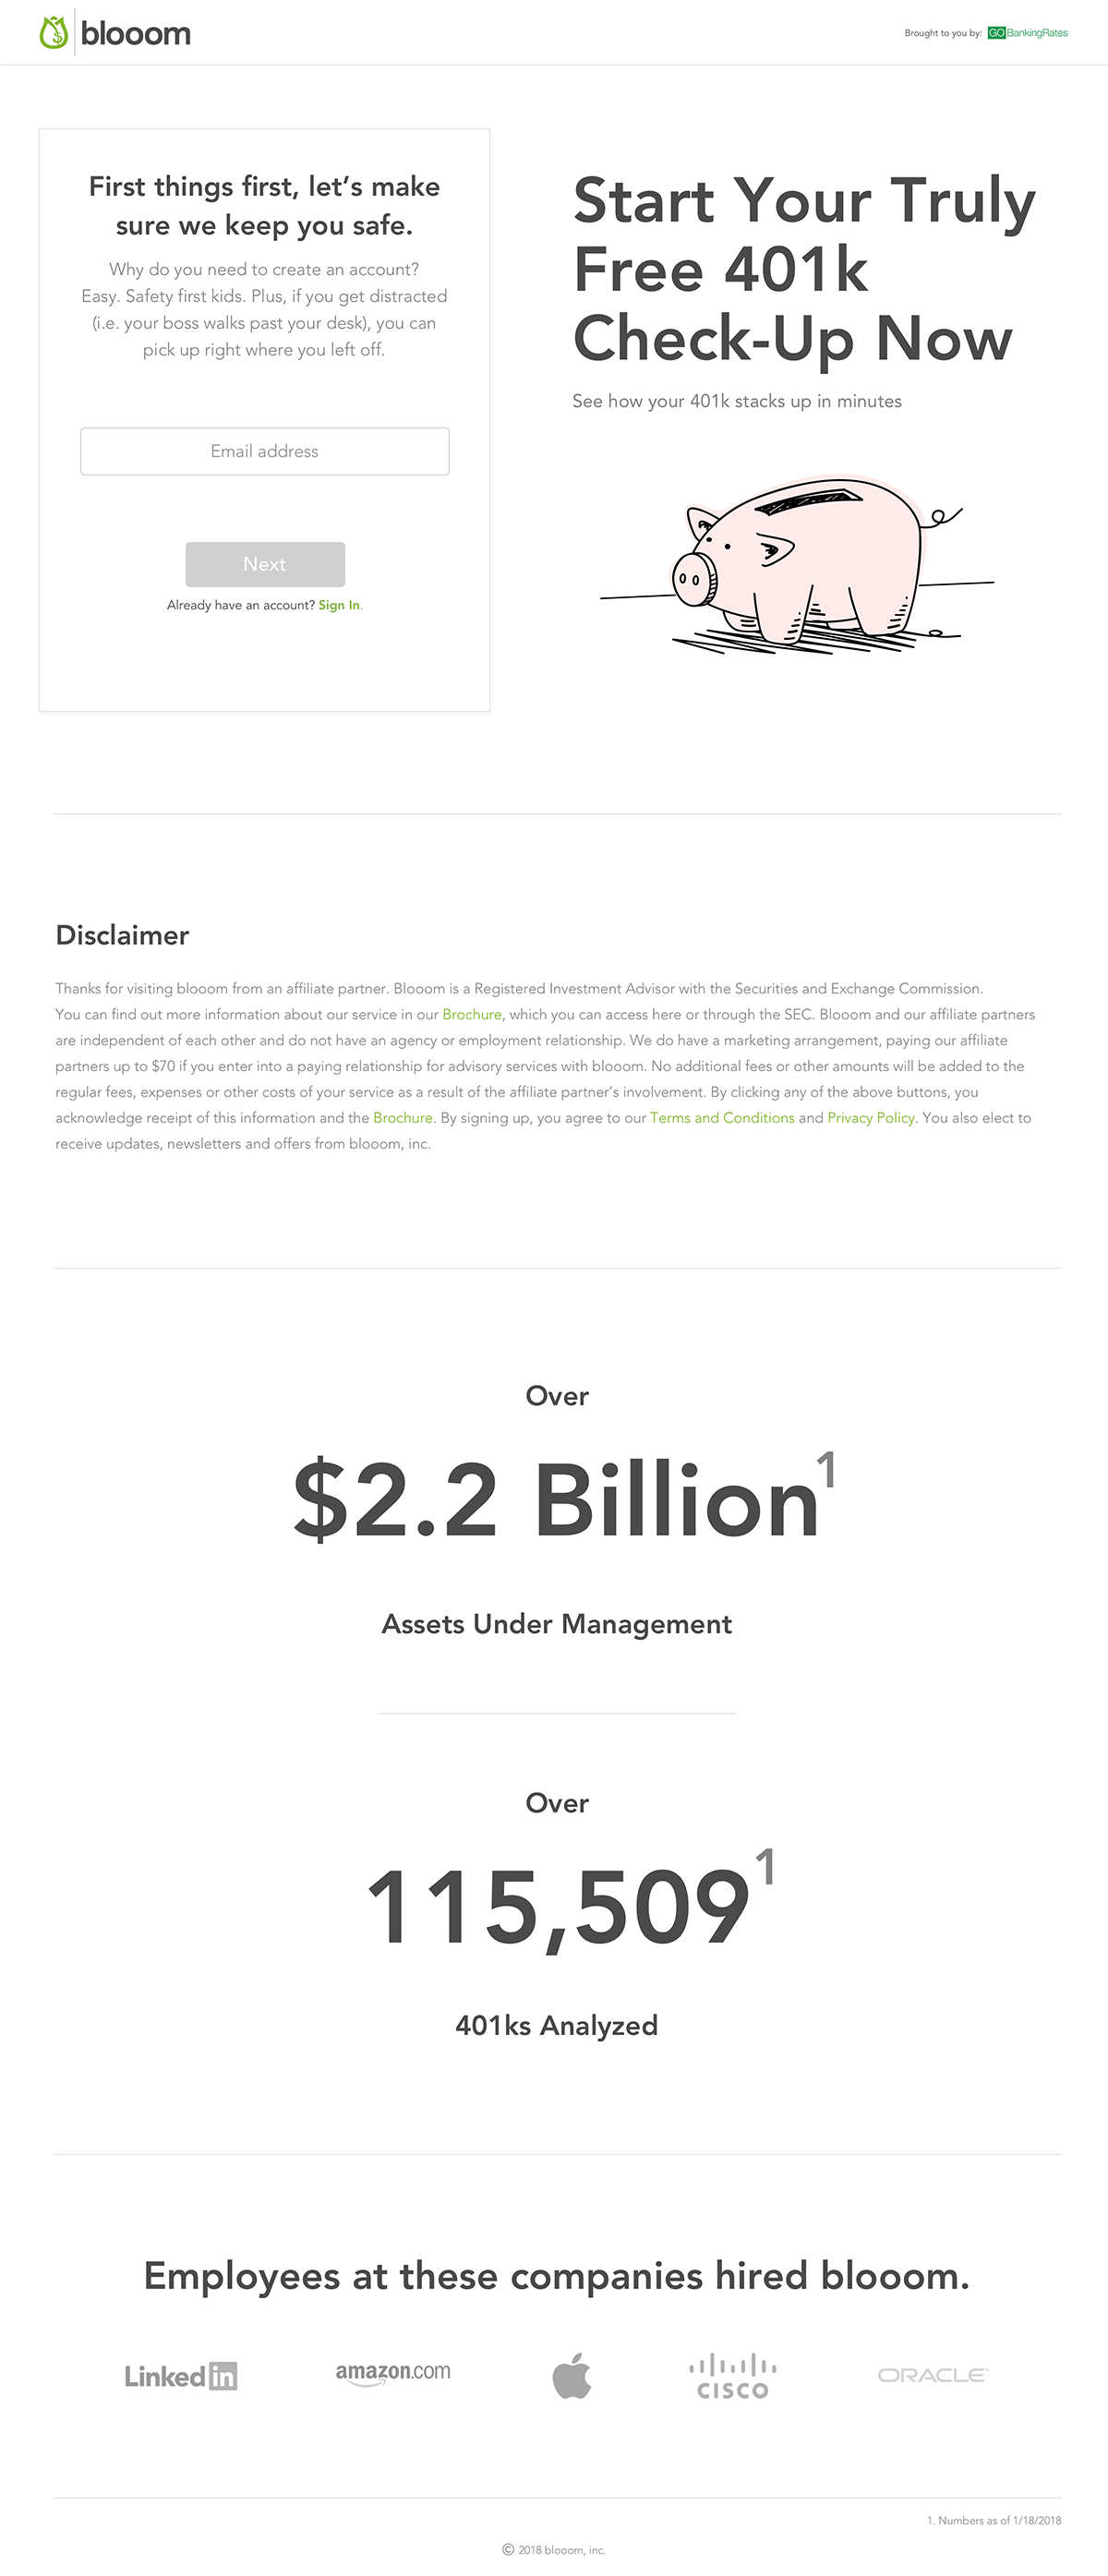 blooom
Brought to you by: GOBankingRates
First things first, let's make
sure we keep you safe.
Why do you need to create an account?
Easy. Safety first kids. Plus, if you get distracted
(i.e. your boss walks past your desk), you can
pick up right where you left off.
Email address
Next
Already have an account? Sign In.
Start Your Truly
Free 401k
Check-Up Now
See how your 401k stacks up in minutes
Disclaimer
Thanks for visiting blooom from an affiliate partner. Blooom is a Registered Investment Advisor with the Securities and Exchange Commission.
You can find out more information about our service in our Brochure, which you can access here or through the SEC. Blooom and our affiliate partners
are independent of each other and do not have an agency or employment relationship. We do have a marketing arrangement, paying our affiliate
partners up to $70 if you enter into a paying relationship for advisory services with blooom. No additional fees or other amounts will be added to the
regular fees, expenses or other costs of your service as a result of the affiliate partner's involvement. By clicking any of the above buttons, you
acknowledge receipt of this information and the Brochure. By signing up, you agree to our Terms and Conditions and Privacy Policy. You also elect to
receive updates, newsletters and offers from blooom, inc.
Over
$2.2 Billion1
Assets Under Management
Over
115,5091
401ks Analyzed
Employees at these companies hired blooom.
Linkedin
amazon.com
CISCO
ORACLE
1. Numbers as of 1/18/2018
© 2018 blooom, inc.